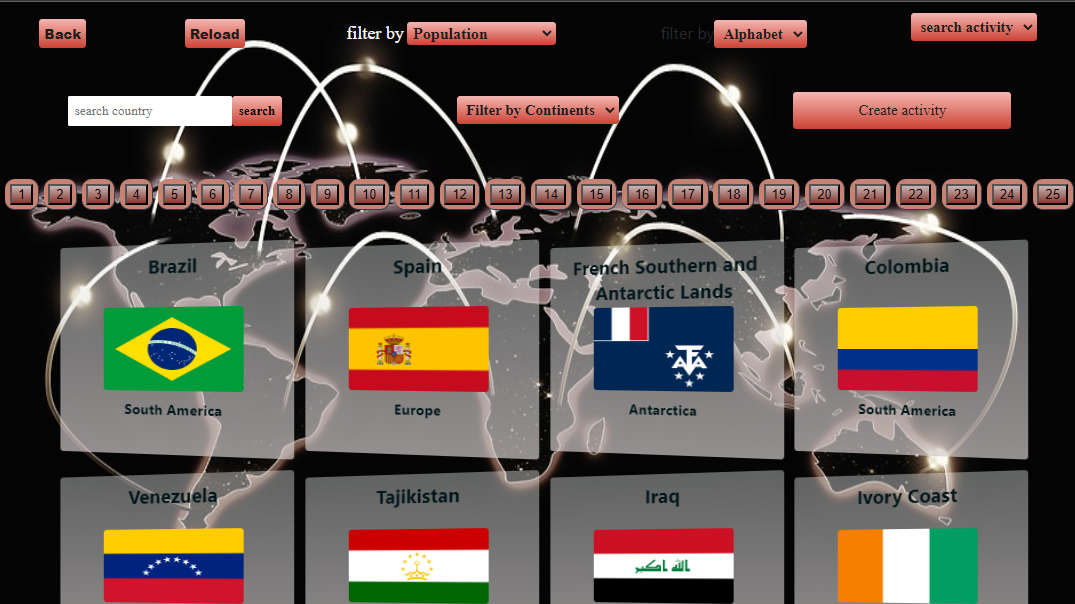 Back
Reload
filter by Population
filter by Alphabet
search activity
search country
search
Filter by Continents
Create activity
1 2 3 4 5 6 7 8 9 10 11 12 13 14 15 16 17 18 19 20 21 22 23 24 25
Brazil
South America
Spain
Europe
French Southern and
Antarctic Lands
TAAF
Antarctica
Colombia
South America
Venezuela
Tajikistan
Iraq
الله اكبر
Ivory Coast